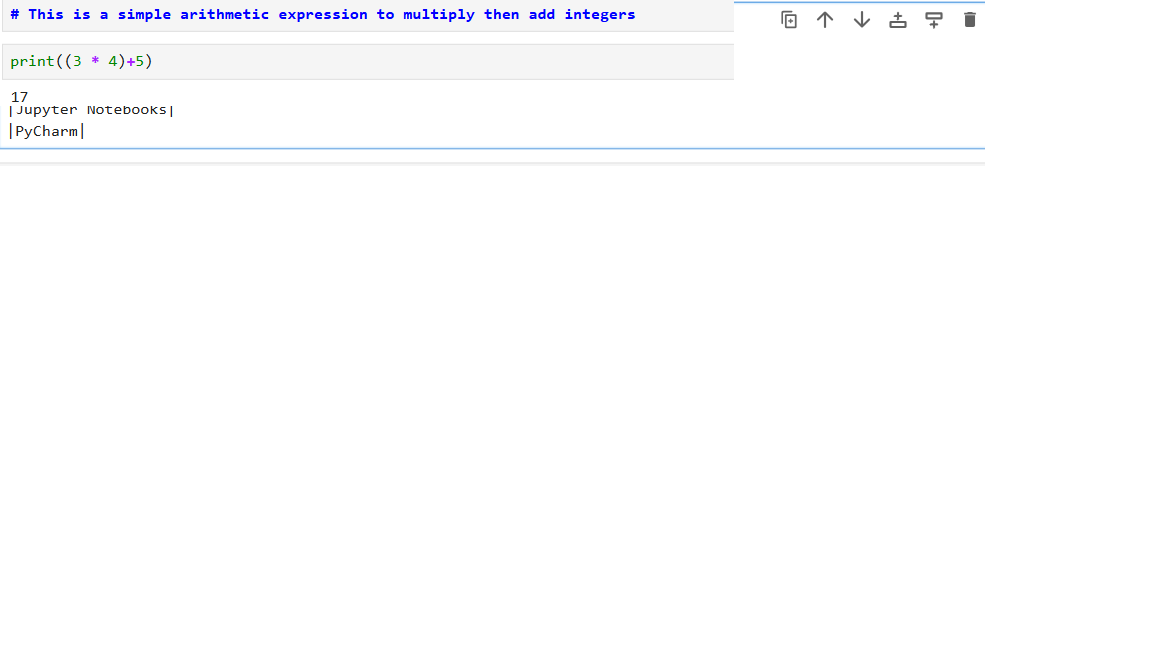 # This is a simple arithmetic expression to multiply then add integers
print((3 * 4)+5)
17
|Jupyter Notebooks|
|PyCharm|